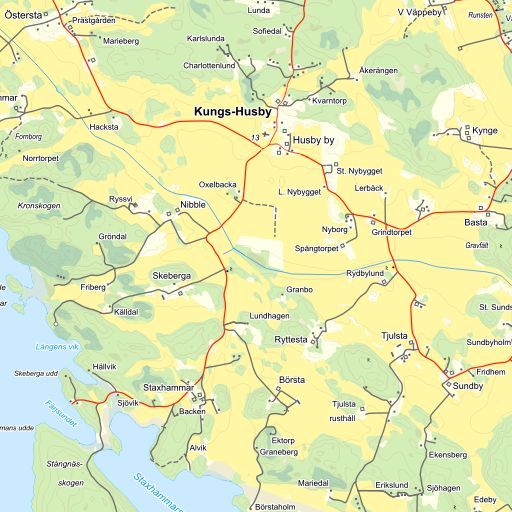 Östersta
Prästgården
Marieberg
Lunda
Karlslunda
Sofiedal
Charlottenlund
V Väppeby
Runsten
Åkerängen
Kvarntorp
Kungs-Husby
Hacksta
Fornborg
13
Husby by
Kynge
Norrtorpet
Oxelbacka
St. Nybygget
L. Nybygget
Lerbäck
Kronskogen
Ryssvi
Nibble
Nyborg
Grindtorpet
Basta
Gröndal
Spångtorpet
Gravfält
Skeberga
Rydbylund
Friberg
Granbo
Källdal
Lundhagen
St. Sunds
Långens vik
Ryttesta
Tjulsta
Sundbyholm
Hällvik
Skeberga udd
Fridhem
Börsta
Staxhammar
Sundby
Sjövik
Backen
Tjulsta
rusthåll
Alvik
Ektorp
Graneberg
Ekensberg
Stångnäs-
skogen
Mariedal
Erikslund
Sjöhagen
Edeby
Börstaholm